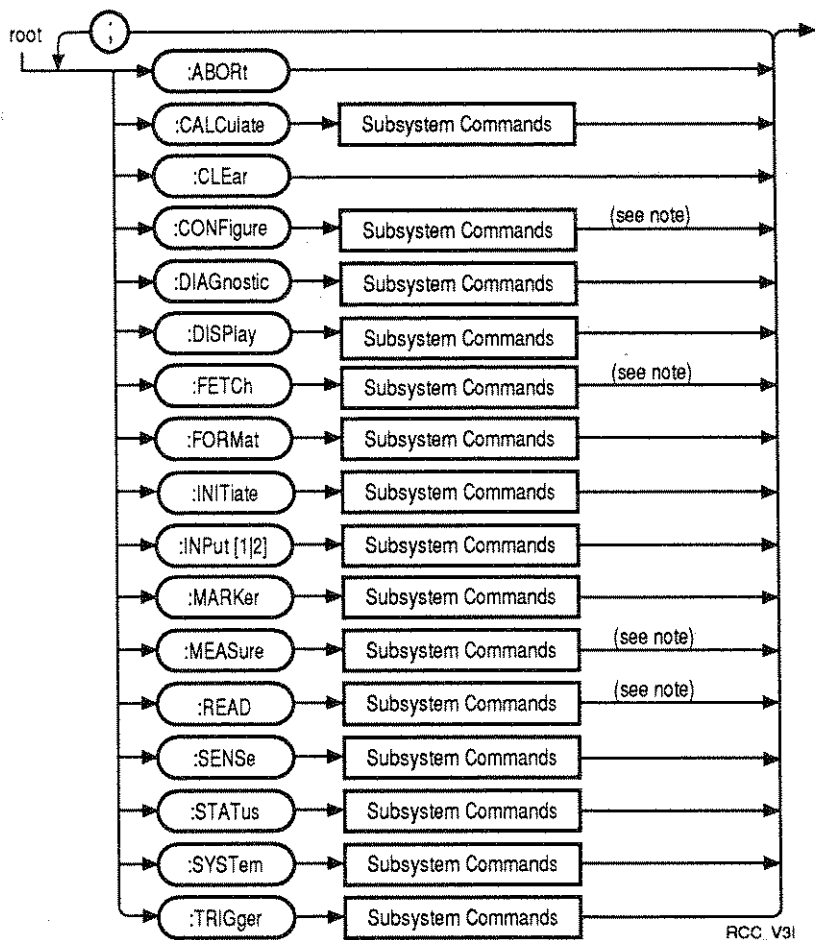 root
;
:ABORt
:CALCulate Subsystem Commands
:CLEar
:CONFigure Subsystem Commands (see note)
:DIAGnostic Subsystem Commands
:DISPlay Subsystem Commands
:FETCh Subsystem Commands (see note)
:FORMat Subsystem Commands
:INITiate Subsystem Commands
:INPut [1|2] Subsystem Commands
:MARKer Subsystem Commands
:MEASure Subsystem Commands (see note)
:READ Subsystem Commands (see note)
:SENSe Subsystem Commands
:STATus Subsystem Commands
:SYSTem Subsystem Commands
:TRIGger Subsystem Commands
RCC_V3I